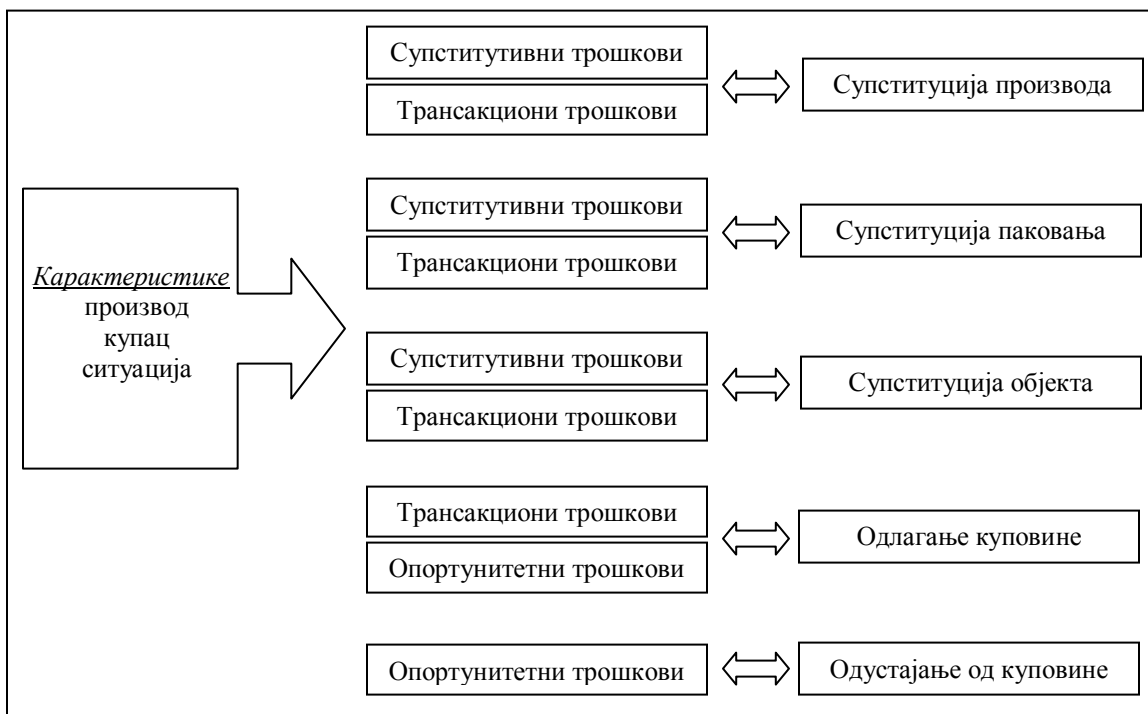 Супститутивни трошкови
Трансакциони трошкови
Супституција производа
Супститутивни трошкови
Трансакциони трошкови
Супституција паковања
Карактеристике
производ
купац
ситуација
Супститутивни трошкови
Трансакциони трошкови
Супституција објекта
Трансакциони трошкови
Опортунитетни трошкови
Одлагање куповине
Опортунитетни трошкови
Одустајање од куповине